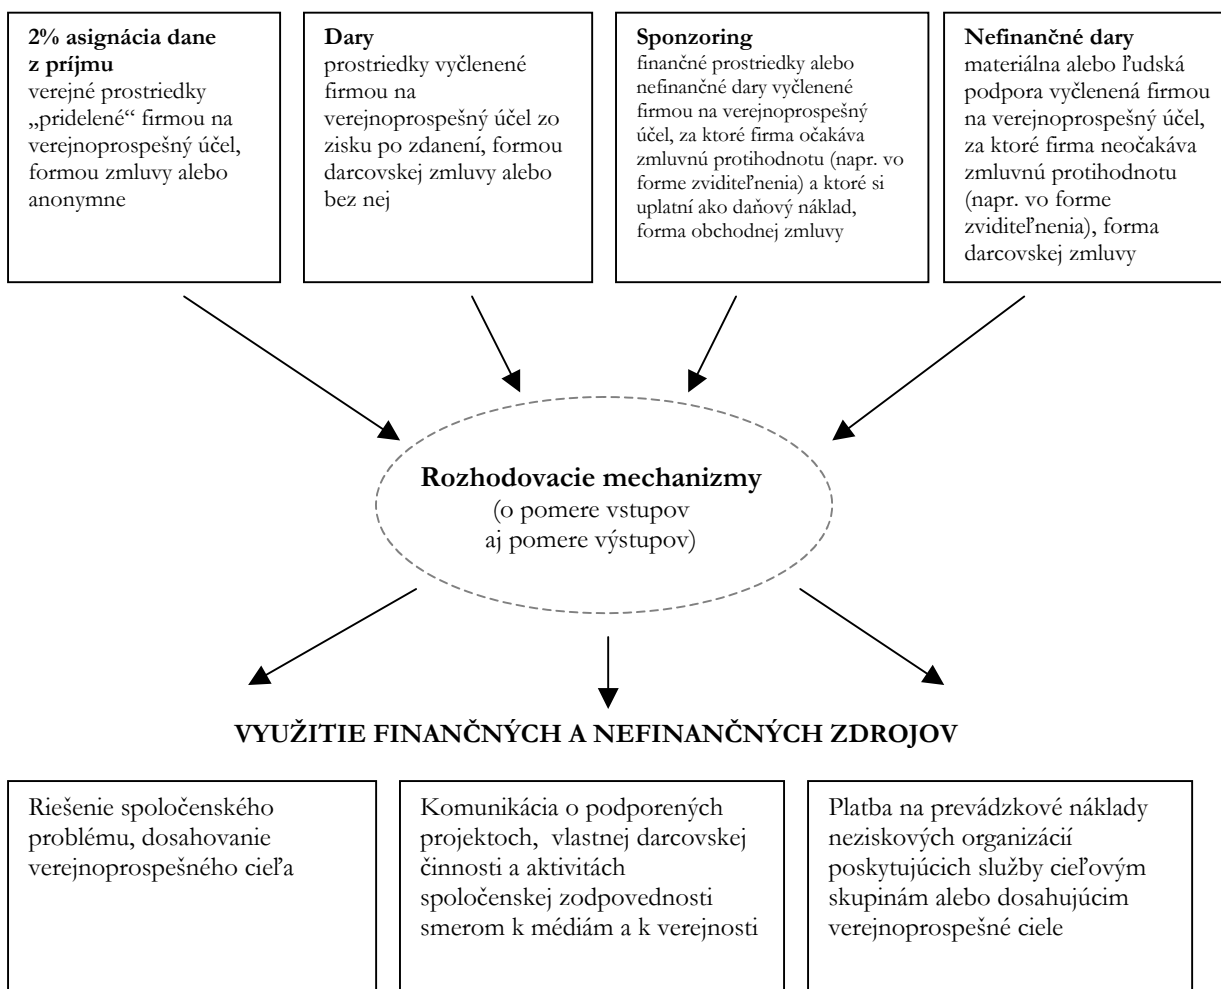 2% asignácia dane
z príjmu
verejné prostriedky
„pridelené“ firmou na
verejnoprospešný účel,
formou zmluvy alebo
anonymne
Dary
prostriedky vyčlenené
firmou na
verejnoprospešný účel zo
zisku po zdanení, formou
darcovskej zmluvy alebo
bez nej
Sponzoring
finančné prostriedky alebo
nefinančné dary vyčlenené
firmou na verejnoprospešný
účel, za ktoré firma očakáva
zmluvnú protihodnotu (napr. vo
forme zviditeľnenia) a ktoré si
uplatní ako daňový náklad,
forma obchodnej zmluvy
Nefinančné dary
materiálna alebo ľudská
podpora vyčlenená firmou
na verejnoprospešný účel,
za ktoré firma neočakáva
zmluvnú protihodnotu
(napr. vo forme
zviditeľnenia), forma
darcovskej zmluvy
Rozhodovacie mechanizmy
(o pomere vstupov
aj pomere výstupov)
VYUŽITIE FINANČNÝCH A NEFINANČNÝCH ZDROJOV
Riešenie spoločenského
problému, dosahovanie
verejnoprospešného cieľa
Komunikácia o podporených
projektoch, vlastnej darcovskej
činnosti a aktivitách
spoločenskej zodpovednosti
smerom k médiám a k verejnosti
Platba na prevádzkové náklady
neziskových organizácií
poskytujúcich služby cieľovým
skupinám alebo dosahujúcim
verejnoprospešné ciele